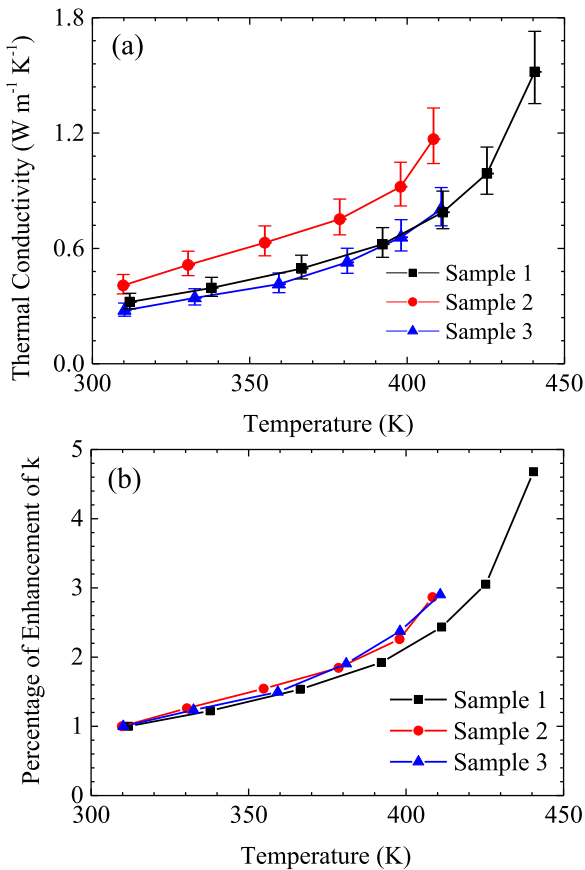 (a)
Thermal Conductivity (W m⁻¹ K⁻¹)
1.8
1.2
0.6
0.0
Sample 1
Sample 2
Sample 3
300 350 400 450
Temperature (K)
(b)
Percentage of Enhancement of k
5
4
3
2
1
0
Sample 1
Sample 2
Sample 3
300 350 400 450
Temperature (K)